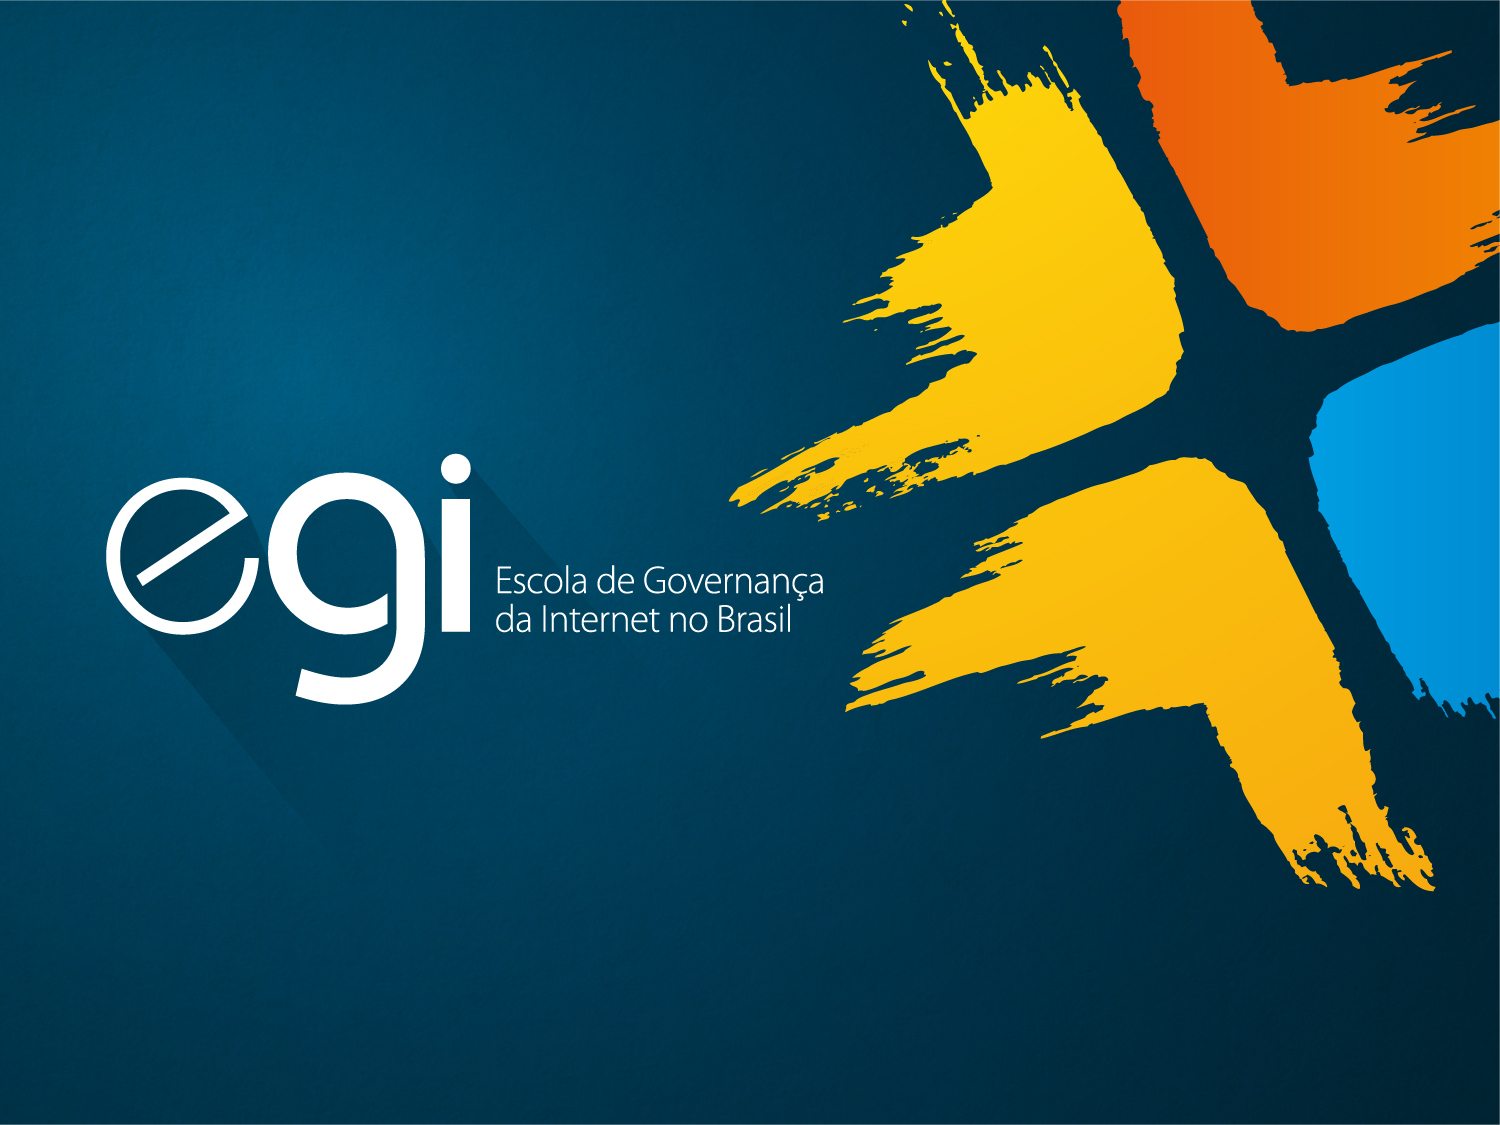 egi
Escola de Governança
da Internet no Brasil